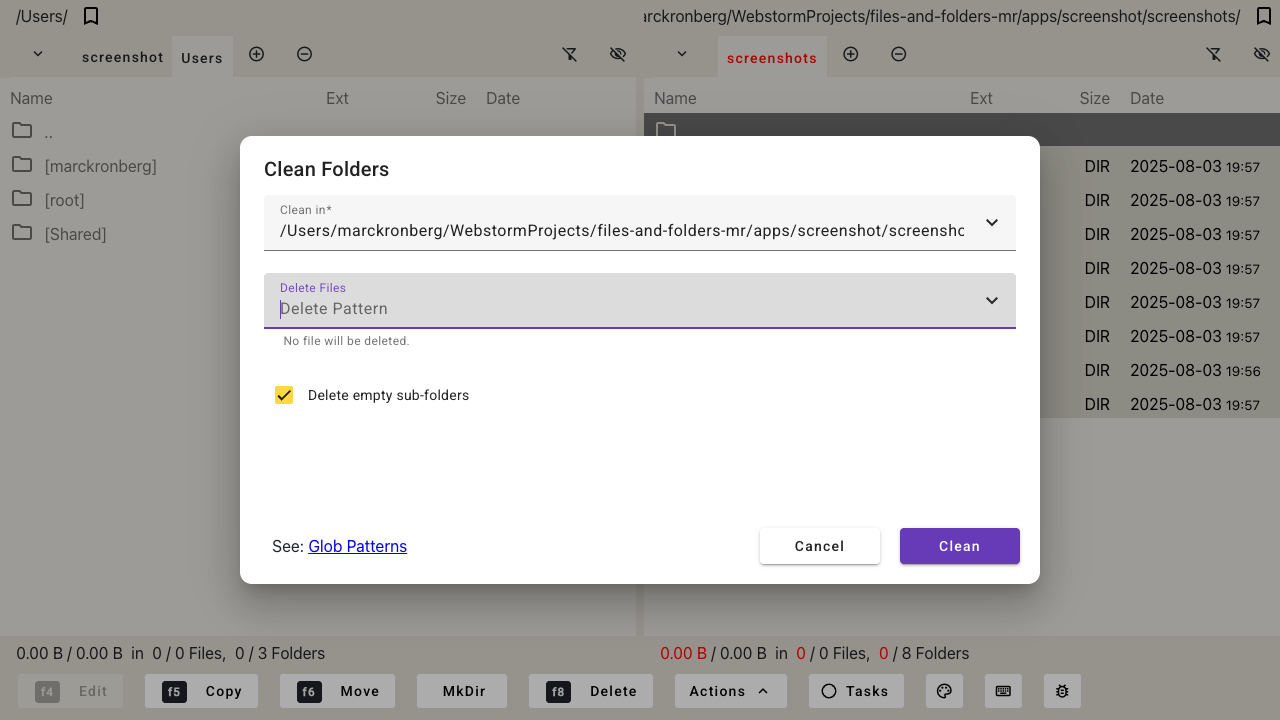 /Users/
arckronberg/WebstormProjects/files-and-folders-mr/apps/screenshot/screenshots/
screenshot
Users
screenshots
Name Ext Size Date
Name Ext Size Date
..
[marckronberg]
[root]
[Shared]
DIR 2025-08-03 19:57
DIR 2025-08-03 19:57
DIR 2025-08-03 19:57
DIR 2025-08-03 19:57
DIR 2025-08-03 19:57
DIR 2025-08-03 19:57
DIR 2025-08-03 19:56
DIR 2025-08-03 19:57
Clean Folders
Clean in*
/Users/marckronberg/WebstormProjects/files-and-folders-mr/apps/screenshot/screensho
Delete Files
Delete Pattern
No file will be deleted.
Delete empty sub-folders
See: Glob Patterns
Cancel
Clean
0.00 B / 0.00 B in 0 / 0 Files, 0 / 3 Folders
0.00 B / 0.00 B in 0 / 0 Files, 0 / 8 Folders
f4 Edit
f5 Copy
f6 Move
MkDir
f8 Delete
Actions
Tasks